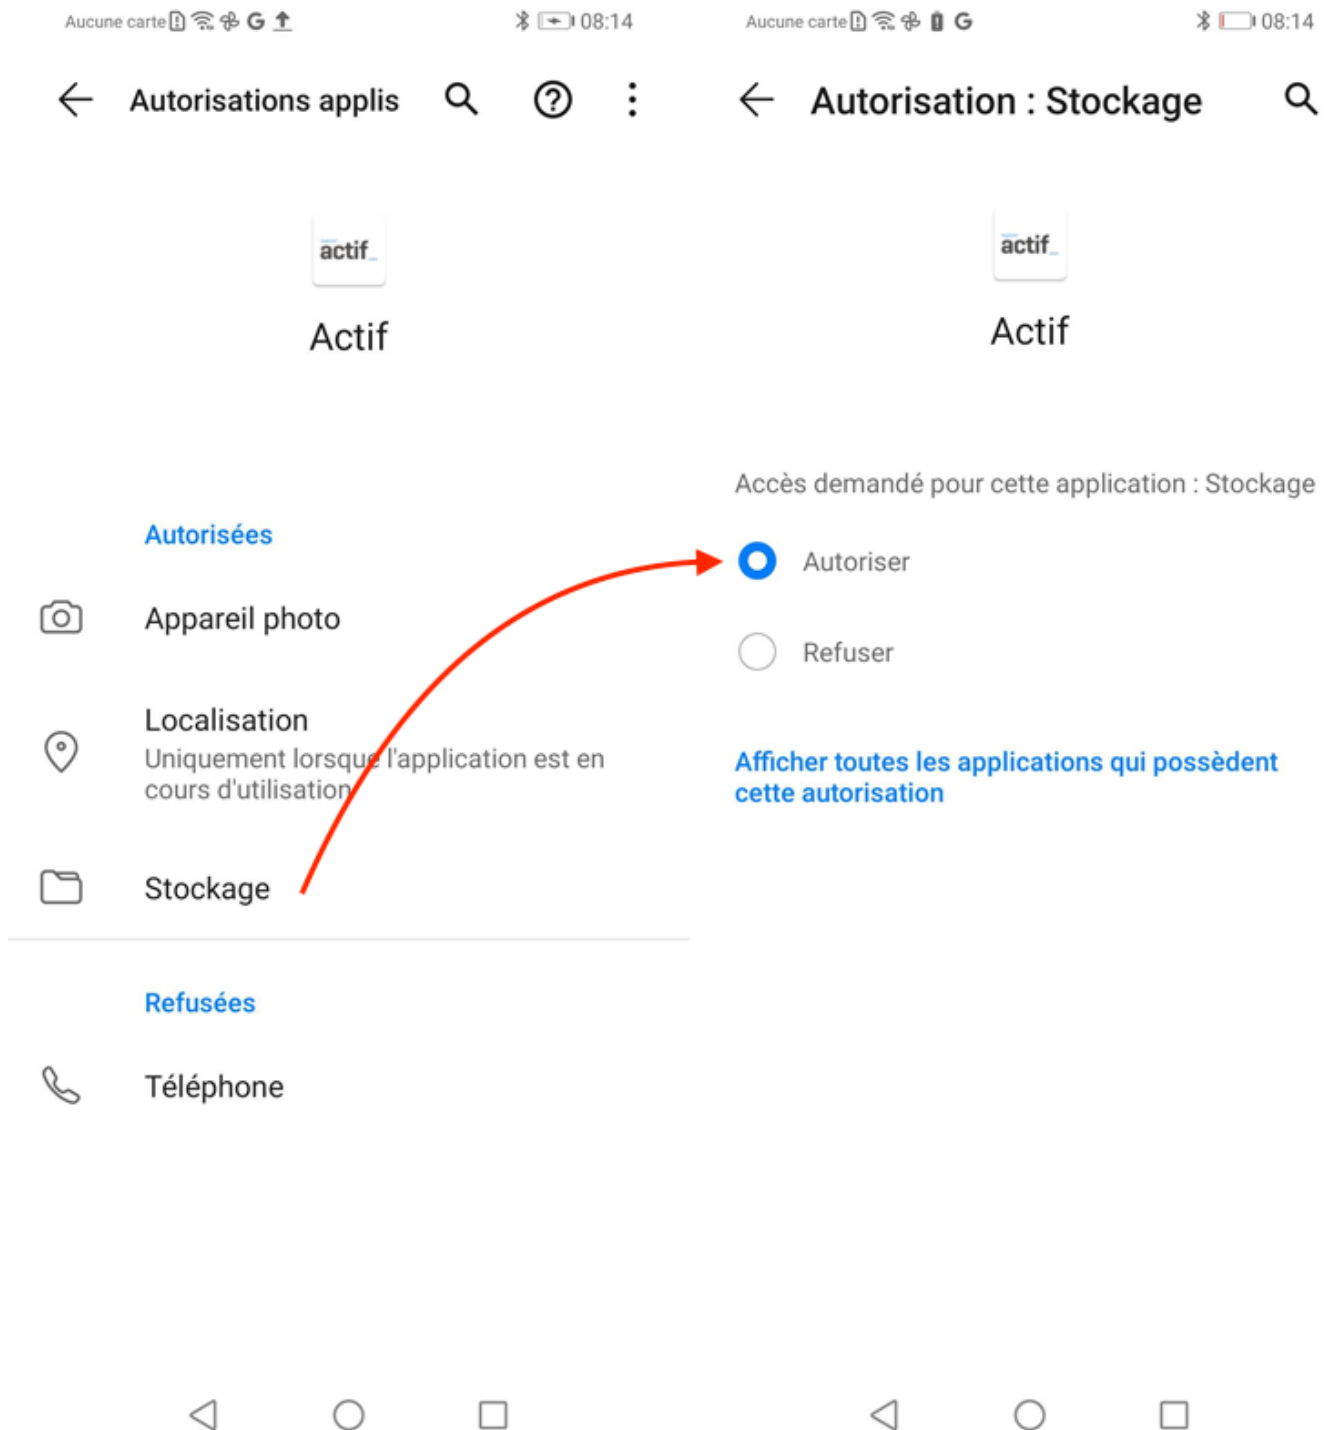 Aucune carte G 08:14
Autorisations applis
actif_
Actif
Autorisées
Appareil photo
Localisation
Uniquement lorsque l'application est en
cours d'utilisation
Stockage
Refusées
Téléphone
Aucune carte G 08:14
Autorisation : Stockage
actif_
Actif
Accès demandé pour cette application : Stockage
Autoriser
Refuser
Afficher toutes les applications qui possèdent
cette autorisation